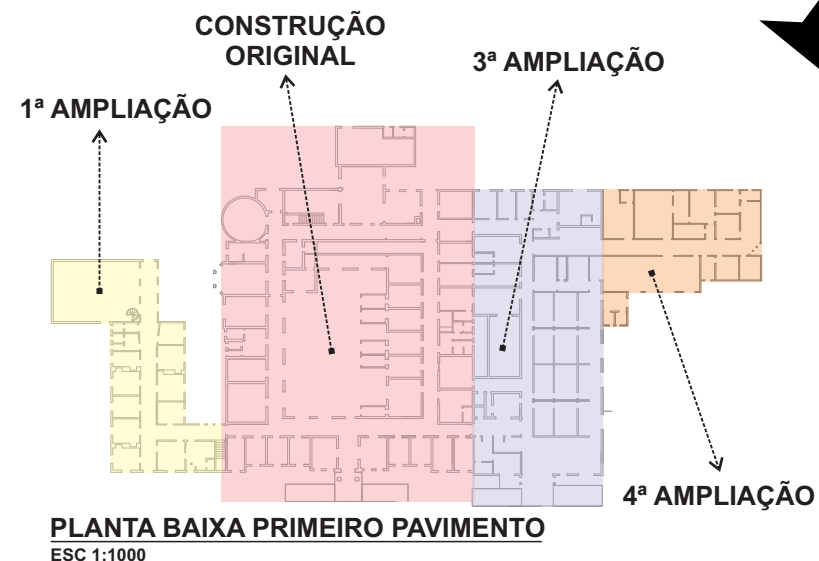 CONSTRUÇÃO
ORIGINAL
3ª AMPLIAÇÃO
1ª AMPLIAÇÃO
4ª AMPLIAÇÃO
PLANTA BAIXA PRIMEIRO PAVIMENTO
ESC 1:1000